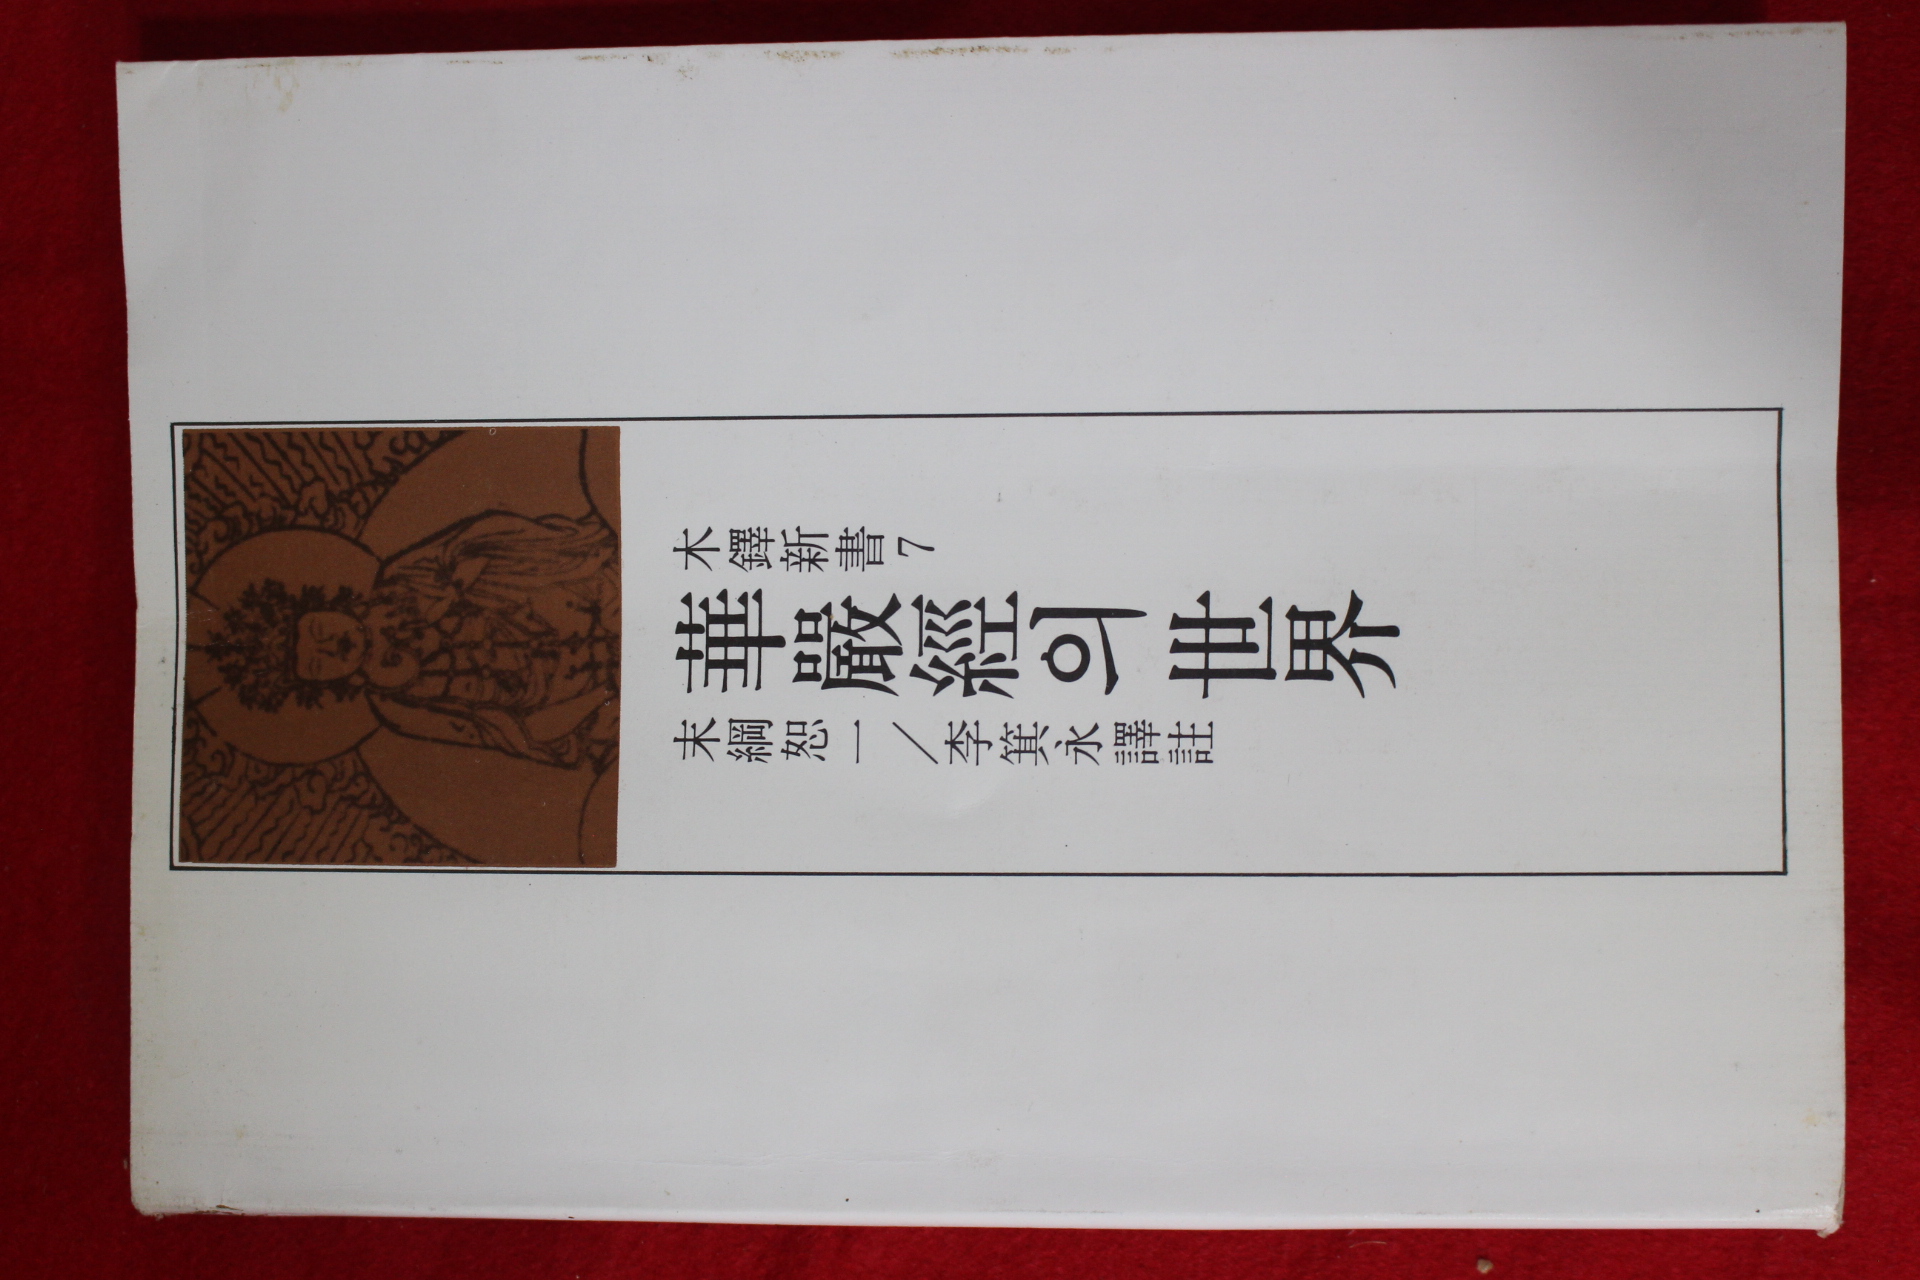 木鐸新書7
華嚴經의 世界
末綱恕一／李箕永譯註